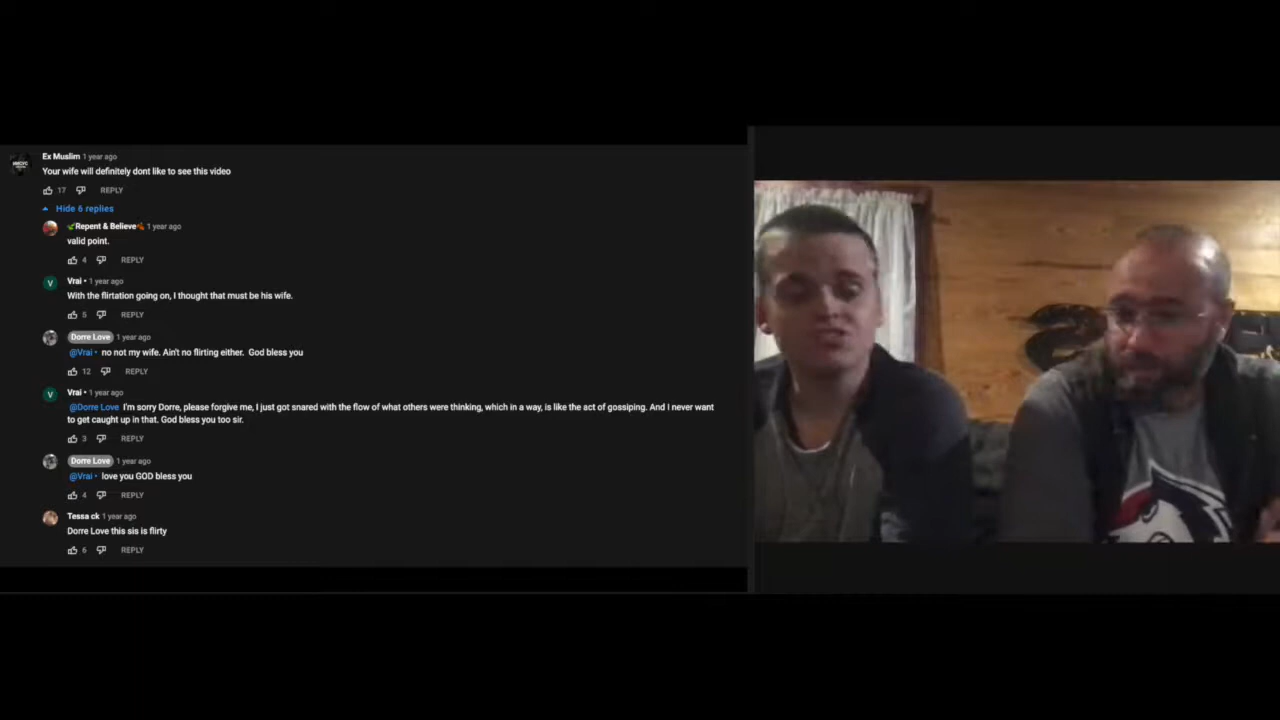 Ex Muslim 1 year ago
Your wife will definitely dont like to see this video
17 REPLY
Hide 6 replies
🌿Repent & Believe🍂 1 year ago
valid point.
4 REPLY
V Vrai • 1 year ago
With the flirtation going on, I thought that must be his wife.
5 REPLY
Dorre Love 1 year ago
@Vrai • no not my wife. Ain't no flirting either. God bless you
12 REPLY
V Vrai • 1 year ago
@Dorre Love I'm sorry Dorre, please forgive me, I just got snared with the flow of what others were thinking, which in a way, is like the act of gossiping. And I never want
to get caught up in that. God bless you too sir.
3 REPLY
Dorre Love 1 year ago
@Vrai • love you GOD bless you
4 REPLY
Tessa ck 1 year ago
Dorre Love this sis is flirty
6 REPLY